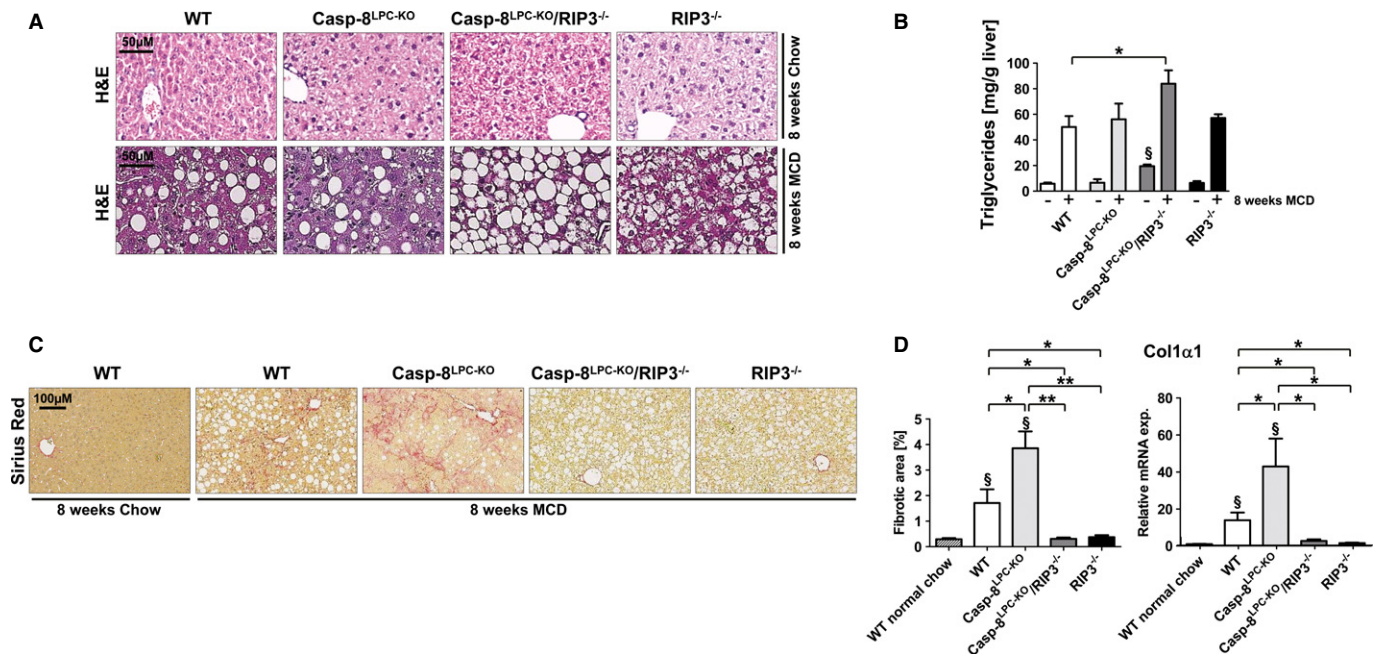 A
WT
Casp-8LPC-KO
Casp-8LPC-KO/RIP3-/-
RIP3-/-
H&E
50µM
8 weeks Chow
H&E
50µM
8 weeks MCD
B
Triglycerides [mg/g liver]
100
80
60
40
20
0
*
§
- + - + - + - +
8 weeks MCD
WT
Casp-8LPC-KO
Casp-8LPC-KO/RIP3-/-
RIP3-/-
C
WT
WT
Casp-8LPC-KO
Casp-8LPC-KO/RIP3-/-
RIP3-/-
Sirius Red
100µM
8 weeks Chow
8 weeks MCD
D
Fibrotic area [%]
5
4
3
2
1
0
*
*
**
* **
§
§
WT normal chow
WT
Casp-8LPC-KO
Casp-8LPC-KO/RIP3-/-
RIP3-/-
Col1α1
Relative mRNA exp.
60
40
20
0
*
*
*
* *
§
§
WT normal chow
WT
Casp-8LPC-KO
Casp-8LPC-KO/RIP3-/-
RIP3-/-